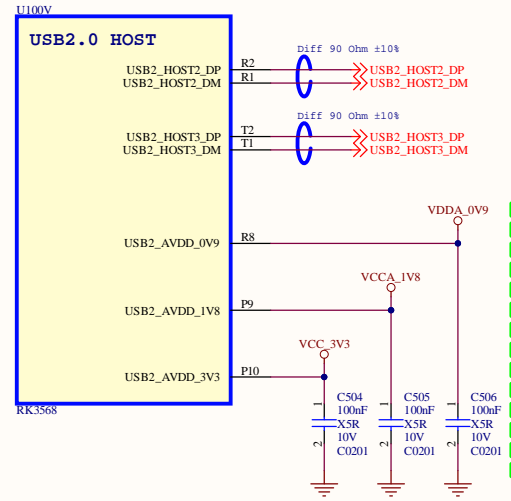 U100V
USB2.0 HOST
Diff 90 Ohm ±10%
USB2_HOST2_DP R2 USB2_HOST2_DP
USB2_HOST2_DM R1 USB2_HOST2_DM
Diff 90 Ohm ±10%
USB2_HOST3_DP T2 USB2_HOST3_DP
USB2_HOST3_DM T1 USB2_HOST3_DM
VDDA_0V9
USB2_AVDD_0V9 R8
VCCA_1V8
USB2_AVDD_1V8 P9
VCC_3V3
USB2_AVDD_3V3 P10
RK3568
1 C504 1 C505 1 C506
100nF 100nF 100nF
X5R X5R X5R
2 10V 2 10V 2 10V
C0201 C0201 C0201